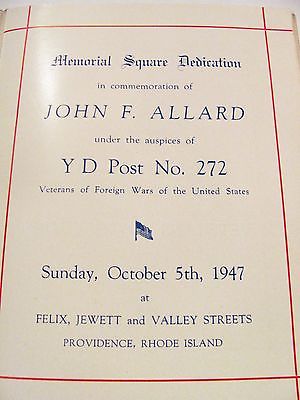 Memorial Square Dedication
in commemoration of
JOHN F. ALLARD
under the auspices of
Y D Post No. 272
Veterans of Foreign Wars of the United States
Sunday, October 5th, 1947
at
FELIX, JEWETT and VALLEY STREETS
PROVIDENCE, RHODE ISLAND